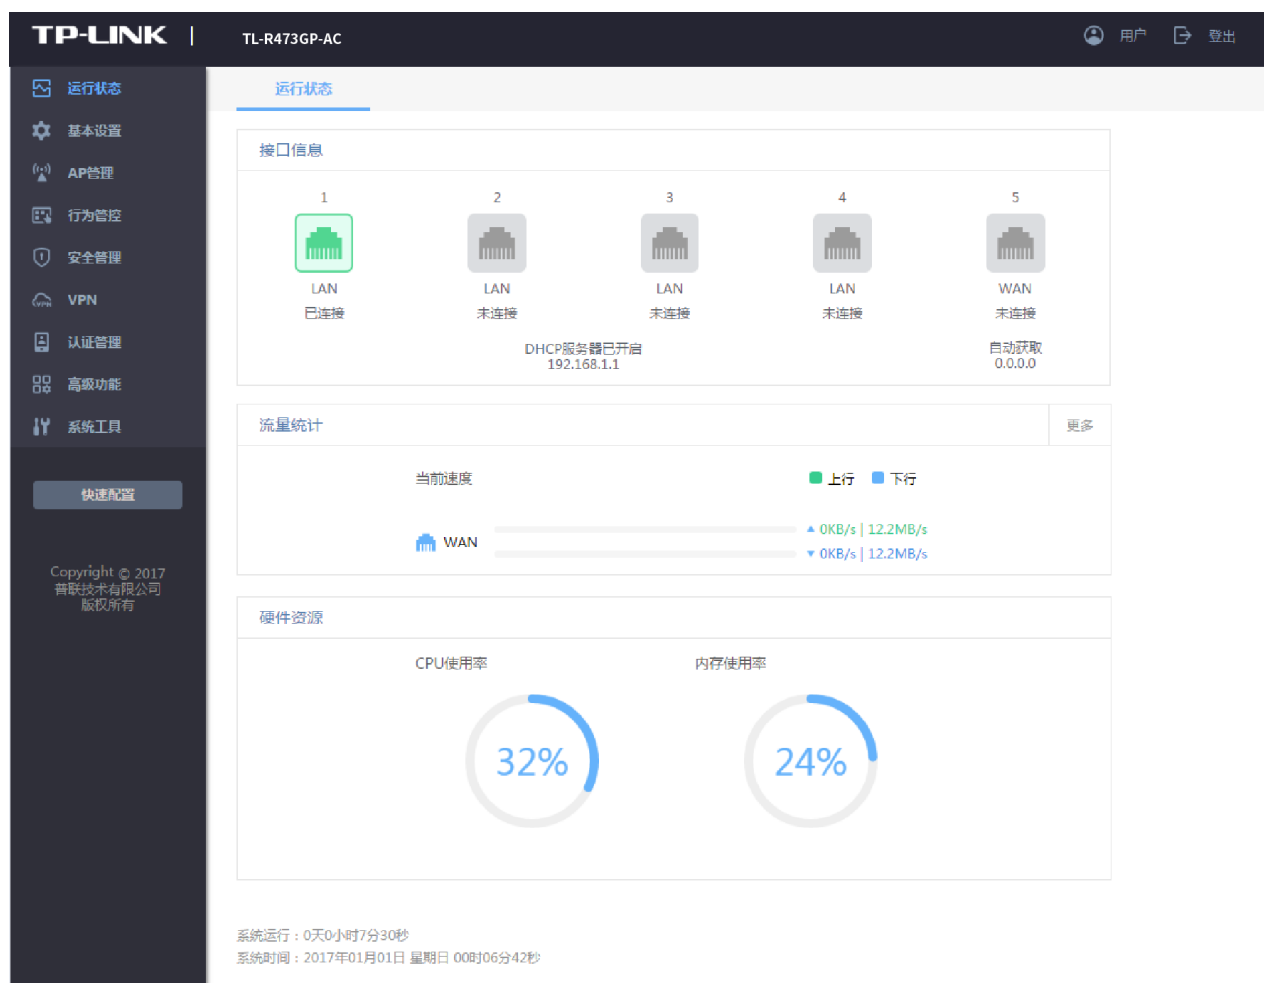 TP-LINK | TL-R473GP-AC 用户 登出
运行状态
基本设置
AP管理
行为管控
安全管理
VPN
认证管理
高级功能
系统工具
快速配置
Copyright © 2017
普联技术有限公司
版权所有
运行状态
接口信息
1 2 3 4 5
LAN LAN LAN LAN WAN
已连接 未连接 未连接 未连接 未连接
DHCP服务器已开启 自动获取
192.168.1.1 0.0.0.0
流量统计 更多
当前速度 上行 下行
WAN
0KB/s | 12.2MB/s
0KB/s | 12.2MB/s
硬件资源
CPU使用率 内存使用率
32% 24%
系统运行：0天0小时7分30秒
系统时间：2017年01月01日 星期日 00时06分42秒